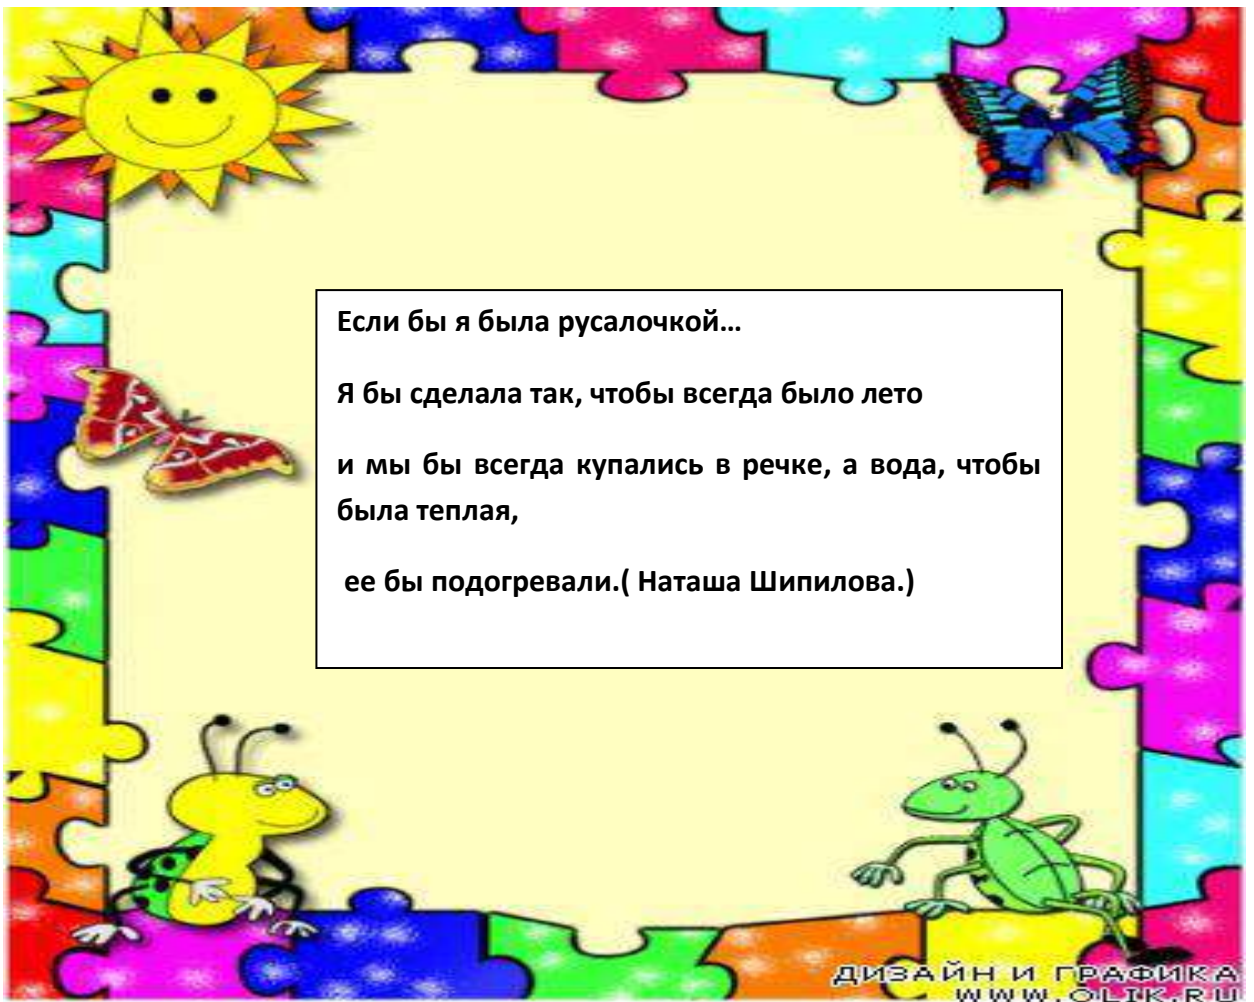 Если бы я была русалочкой...
Я бы сделала так, чтобы всегда было лето
и мы бы всегда купались в речке, а вода, чтобы
была теплая,
ее бы подогревали.( Наташа Шипилова.)
ДИЗАЙН И ГРАФИКА
WWW.OLIK.RU